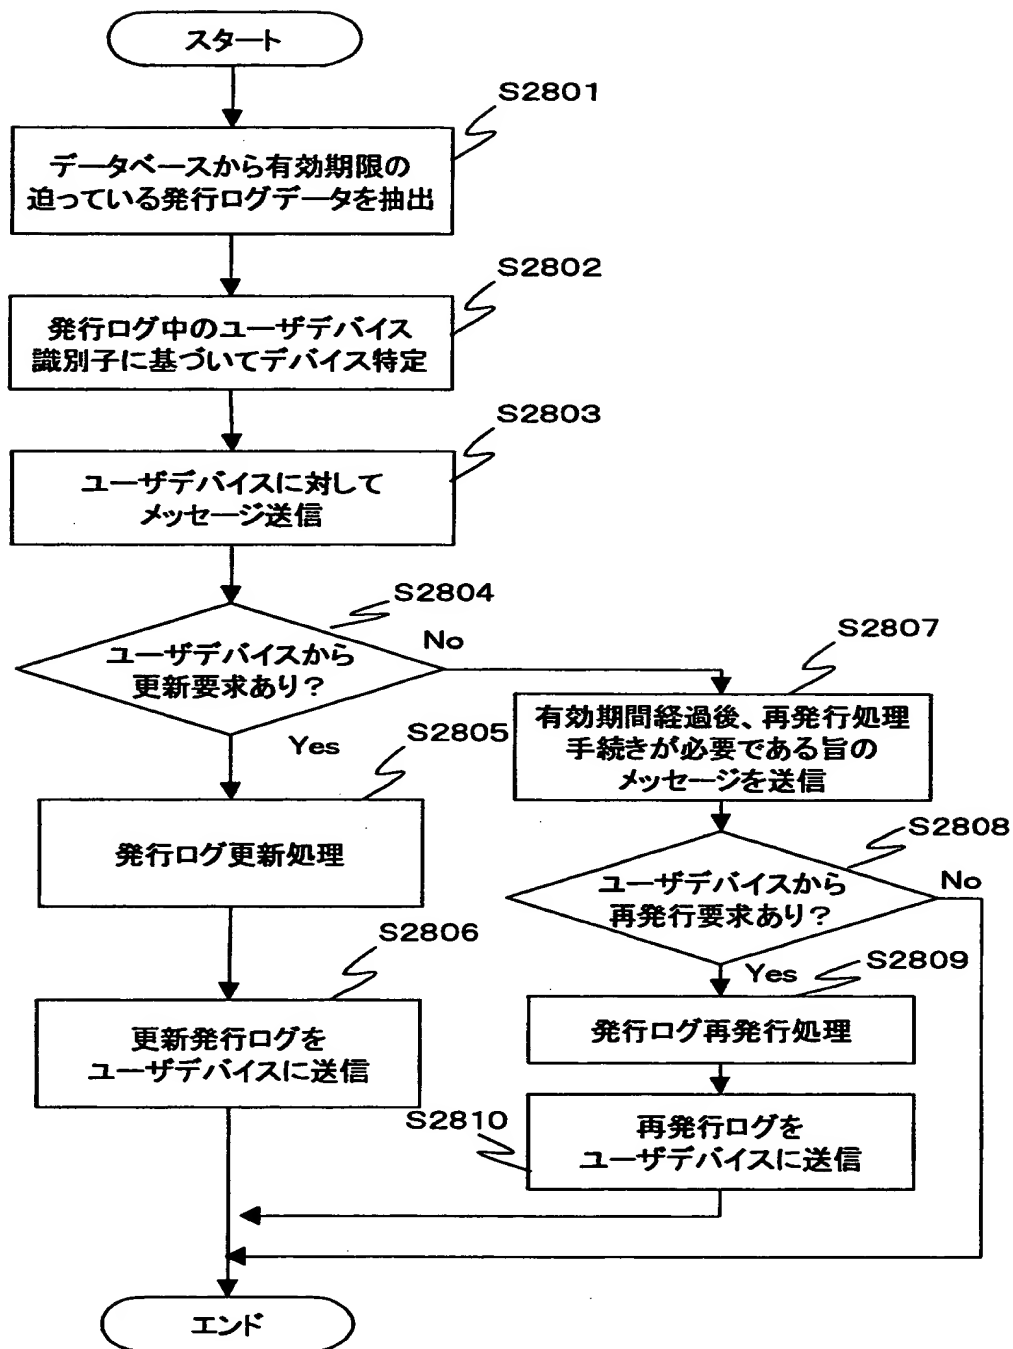 スタート
S2801
データベースから有効期限の
迫っている発行ログデータを抽出
S2802
発行ログ中のユーザデバイス
識別子に基づいてデバイス特定
S2803
ユーザデバイスに対して
メッセージ送信
S2804
ユーザデバイスから
更新要求あり?
No
Yes
S2805
発行ログ更新処理
S2806
更新発行ログを
ユーザデバイスに送信
S2807
有効期間経過後、再発行処理
手続きが必要である旨の
メッセージを送信
S2808
ユーザデバイスから
再発行要求あり?
No
Yes
S2809
発行ログ再発行処理
S2810
再発行ログを
ユーザデバイスに送信
エンド